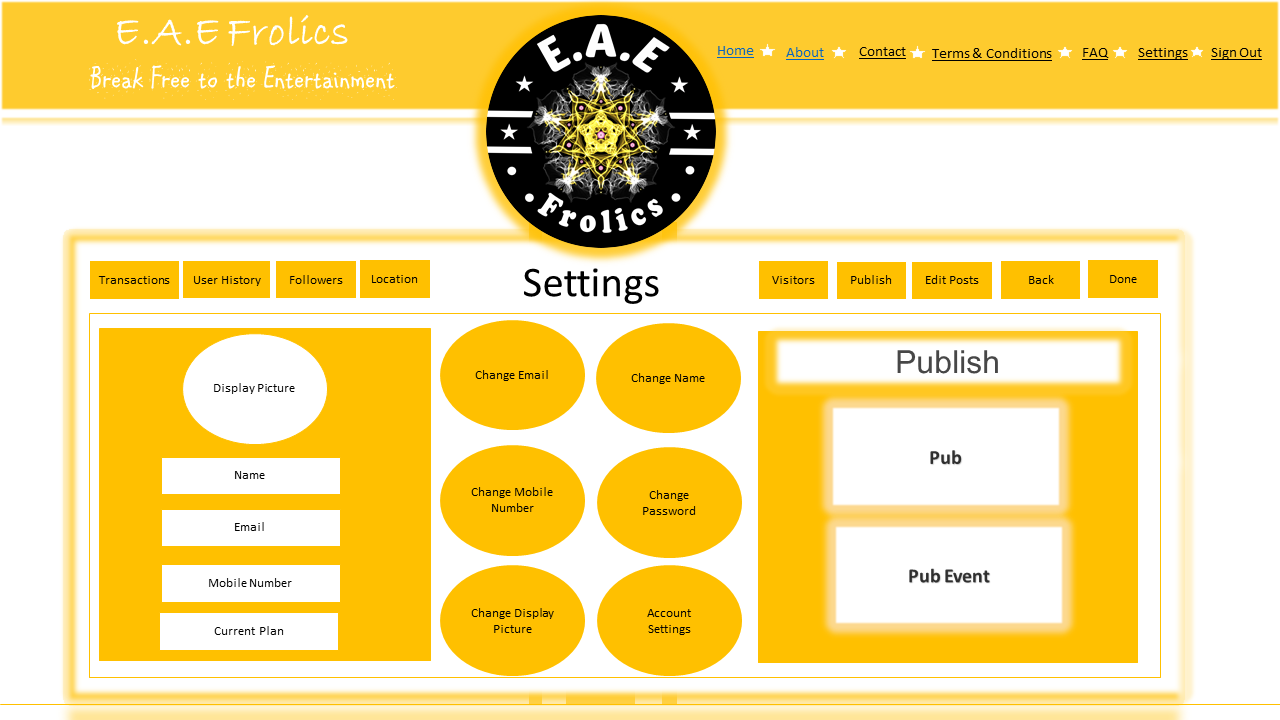 E.A.E Frolics
Break Free to the Entertainment
E.A.E
Frolics
Home
About
Contact
Terms & Conditions
FAQ
Settings
Sign Out
Transactions
User History
Followers
Location
Settings
Visitors
Publish
Edit Posts
Back
Done
Display Picture
Name
Email
Mobile Number
Current Plan
Change Email
Change Name
Change Mobile
Number
Change
Password
Change Display
Picture
Account
Settings
Publish
Pub
Pub Event